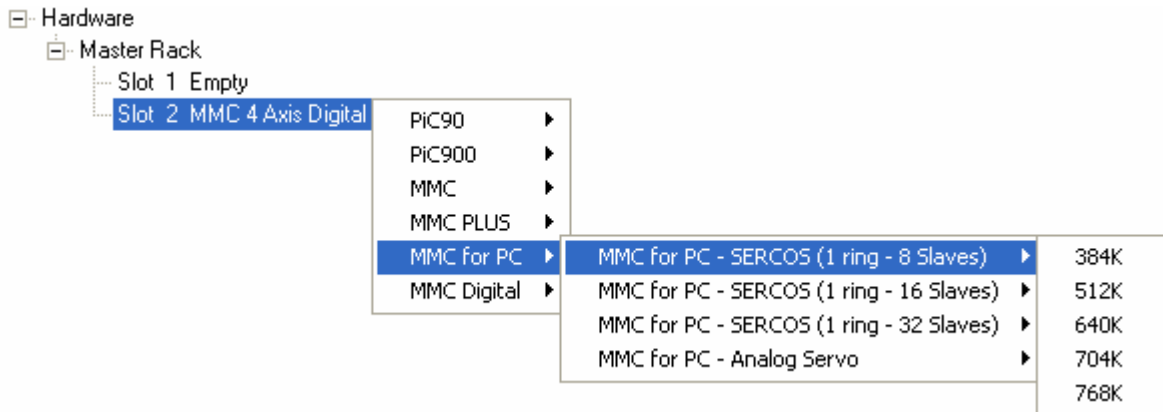 Hardware
Master Rack
Slot 1 Empty
Slot 2 MMC 4 Axis Digital
PiC90
PiC900
MMC
MMC PLUS
MMC for PC
MMC Digital
MMC for PC - SERCOS (1 ring - 8 Slaves)
MMC for PC - SERCOS (1 ring - 16 Slaves)
MMC for PC - SERCOS (1 ring - 32 Slaves)
MMC for PC - Analog Servo
384K
512K
640K
704K
768K